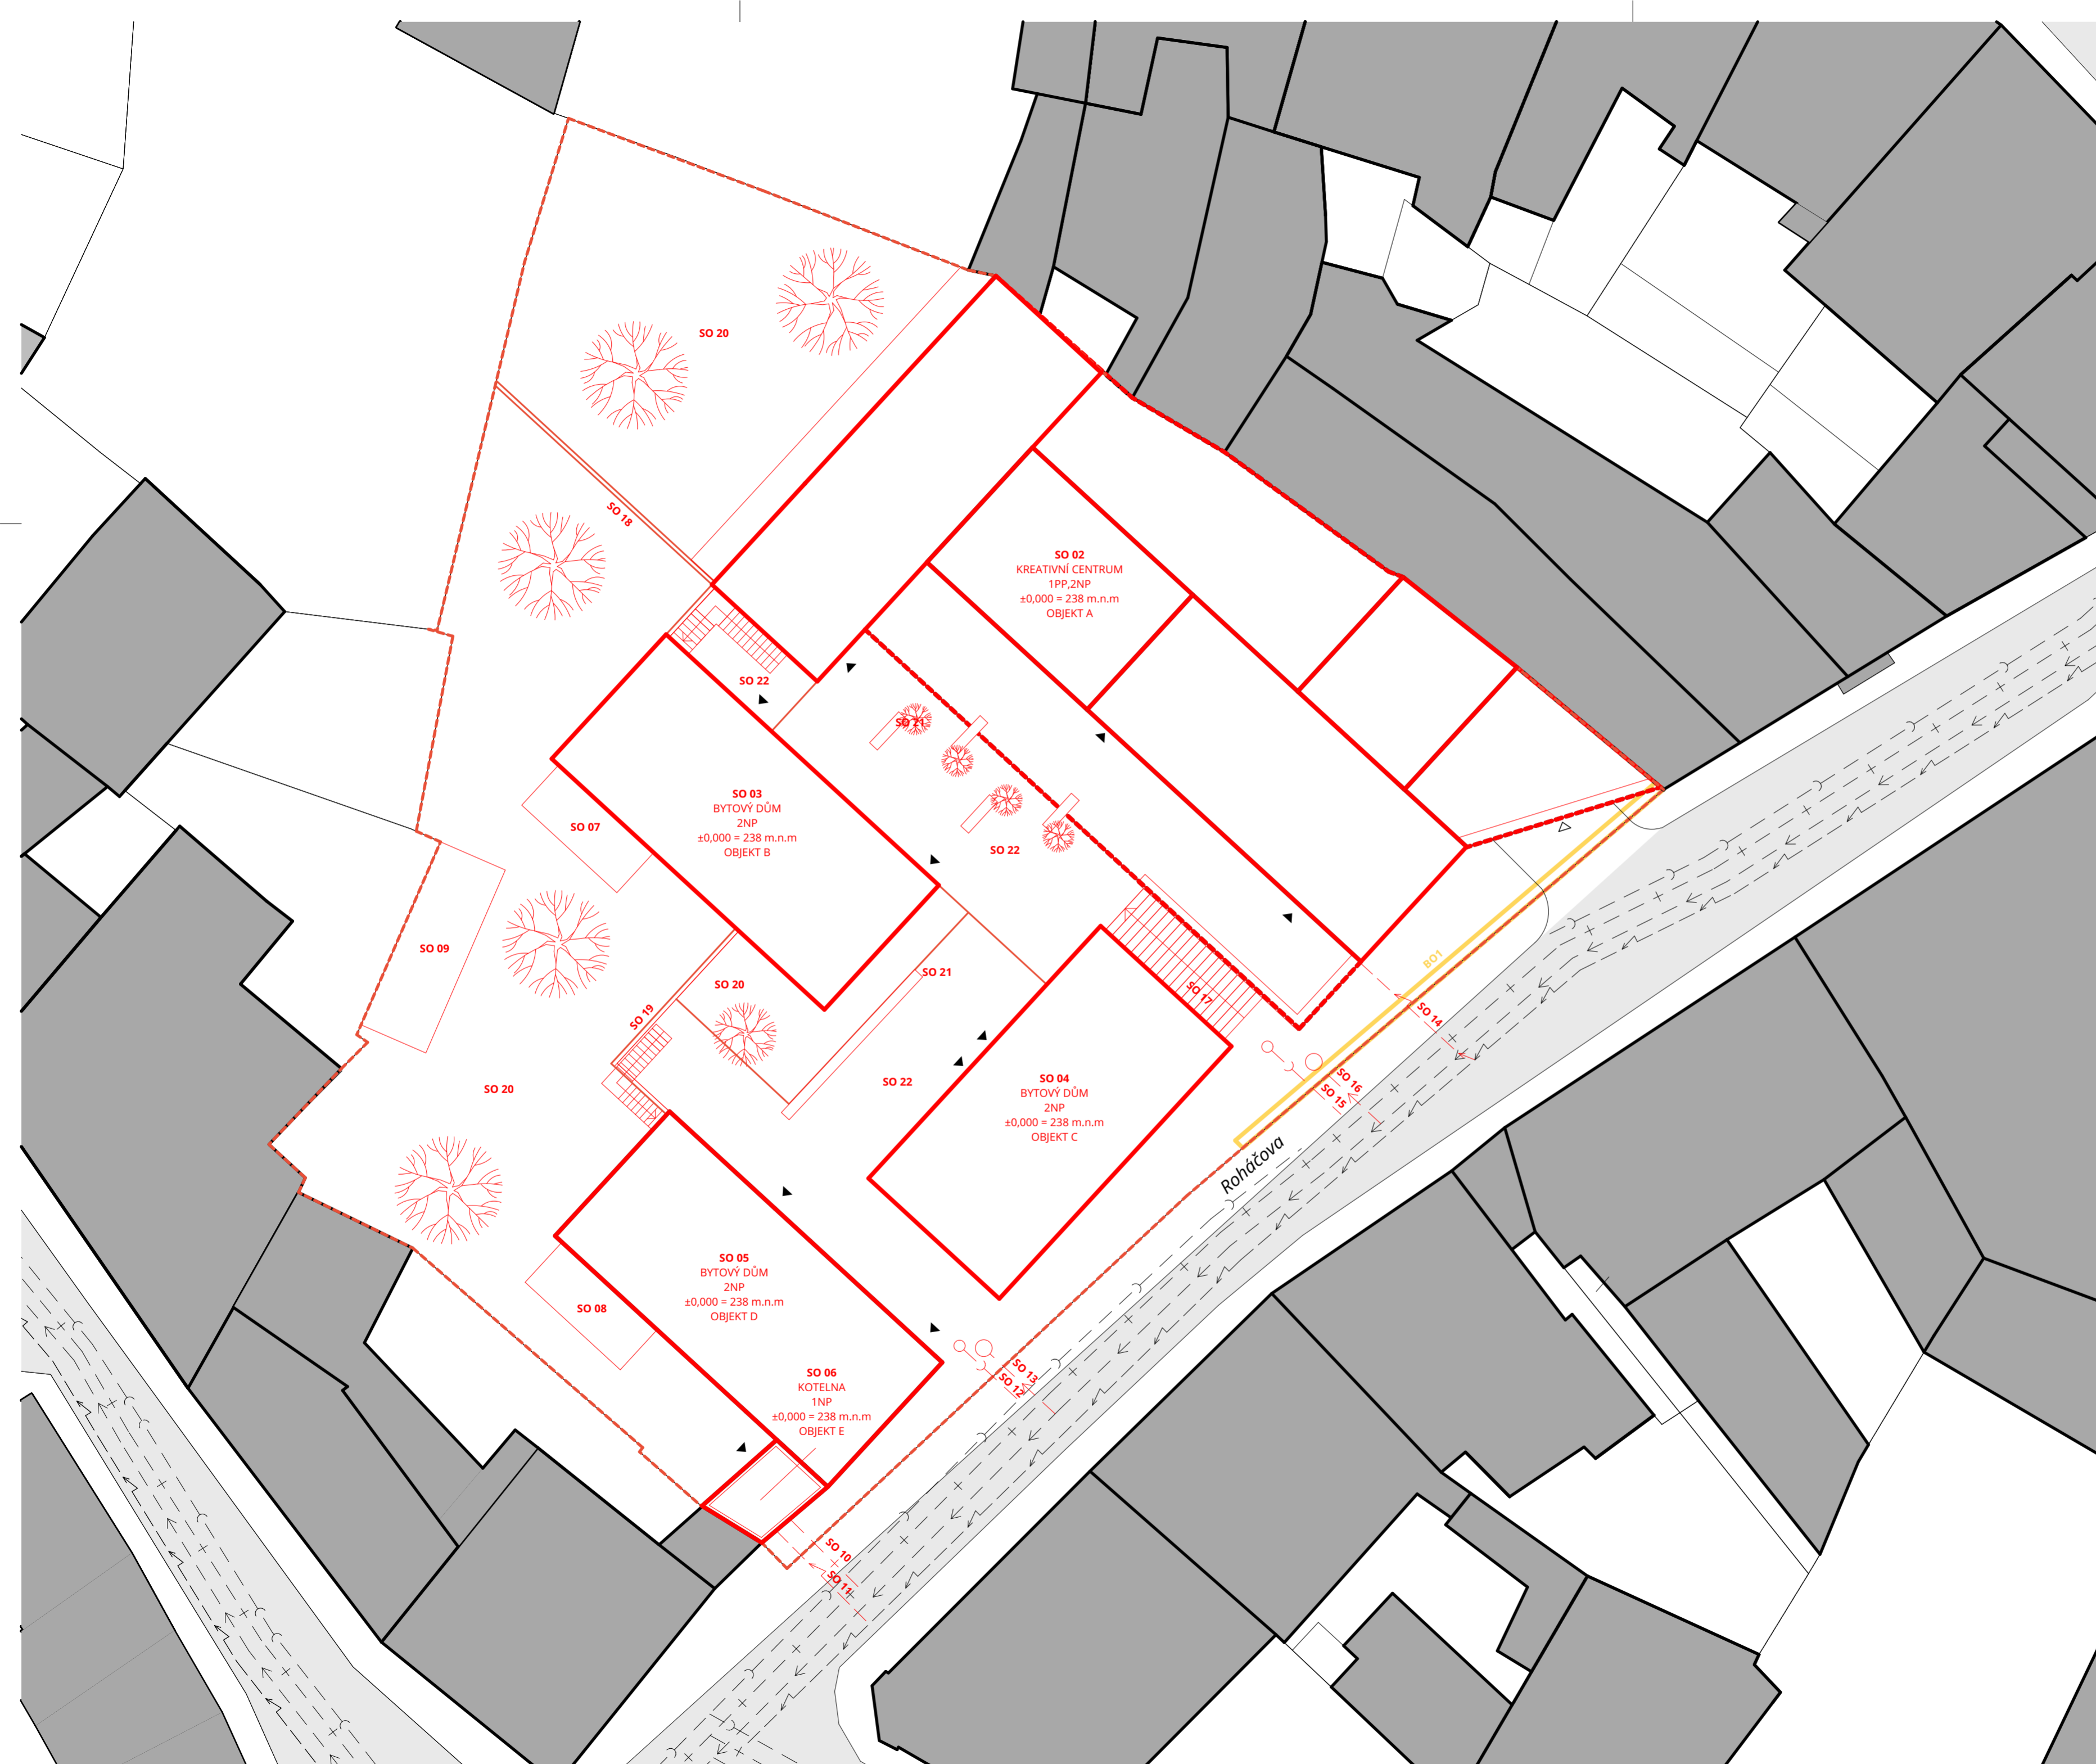 SO 20
SO 18
SO 02
KREATIVNÍ CENTRUM
1PP,2NP
±0,000 = 238 m.n.m
OBJEKT A
SO 22
SO 21
SO 03
BYTOVÝ DŮM
2NP
±0,000 = 238 m.n.m
OBJEKT B
SO 07
SO 22
SO 09
SO 21
SO 20
SO 19
SO 17
BO1
SO 14
SO 16
SO 15
SO 20
SO 22
SO 04
BYTOVÝ DŮM
2NP
±0,000 = 238 m.n.m
OBJEKT C
Roháčova
SO 05
BYTOVÝ DŮM
2NP
±0,000 = 238 m.n.m
OBJEKT D
SO 08
SO 13
SO 12
SO 06
KOTELNA
1NP
±0,000 = 238 m.n.m
OBJEKT E
SO 10
SO 11